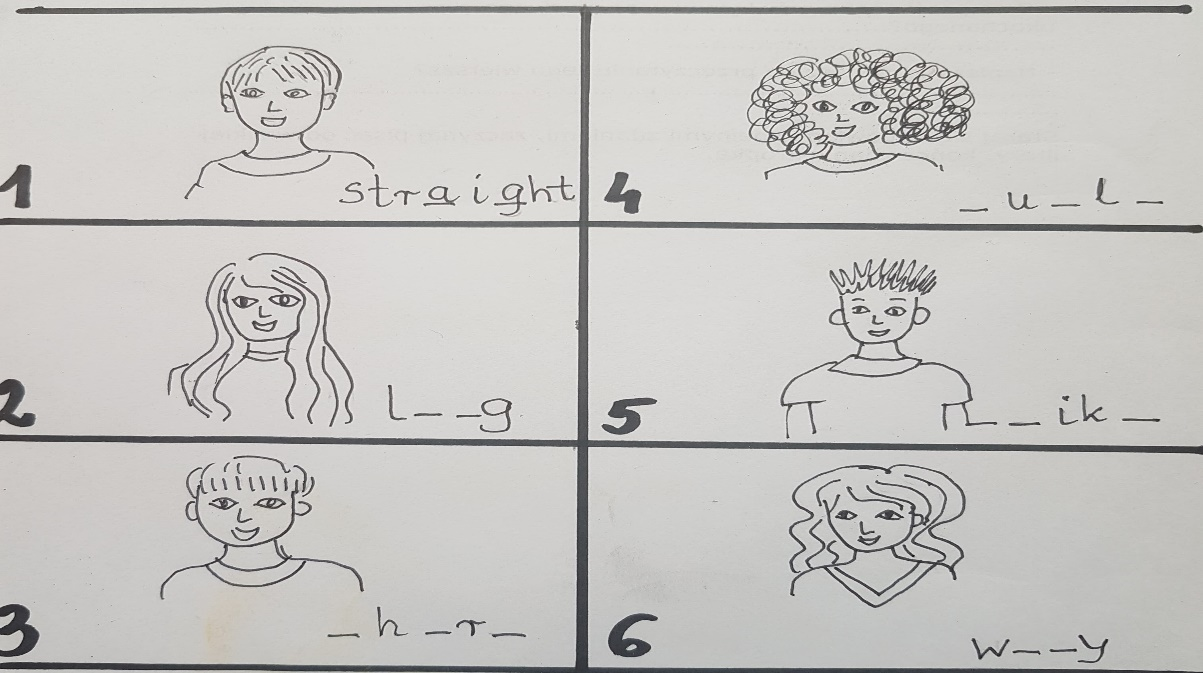 1
straight
2
l_ _g
3
_h_r_
4
_u_l_
5
_ _ik_
6
w_ _y